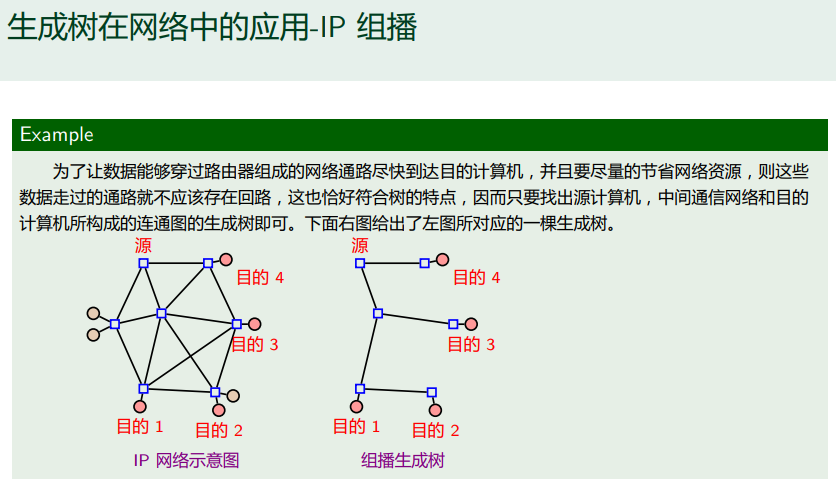 生成树在网络中的应用-IP 组播
Example
为了让数据能够穿过路由器组成的网络通路尽快到达目的计算机，并且要尽量的节省网络资源，则这些
数据走过的通路就不应该存在回路，这也恰好符合树的特点，因而只要找出源计算机，中间通信网络和目的
计算机所构成的连通图的生成树即可。下面右图给出了左图所对应的一棵生成树。
源
目的 4
目的 3
目的 1
目的 2
IP 网络示意图
源
目的 4
目的 3
目的 1
目的 2
组播生成树